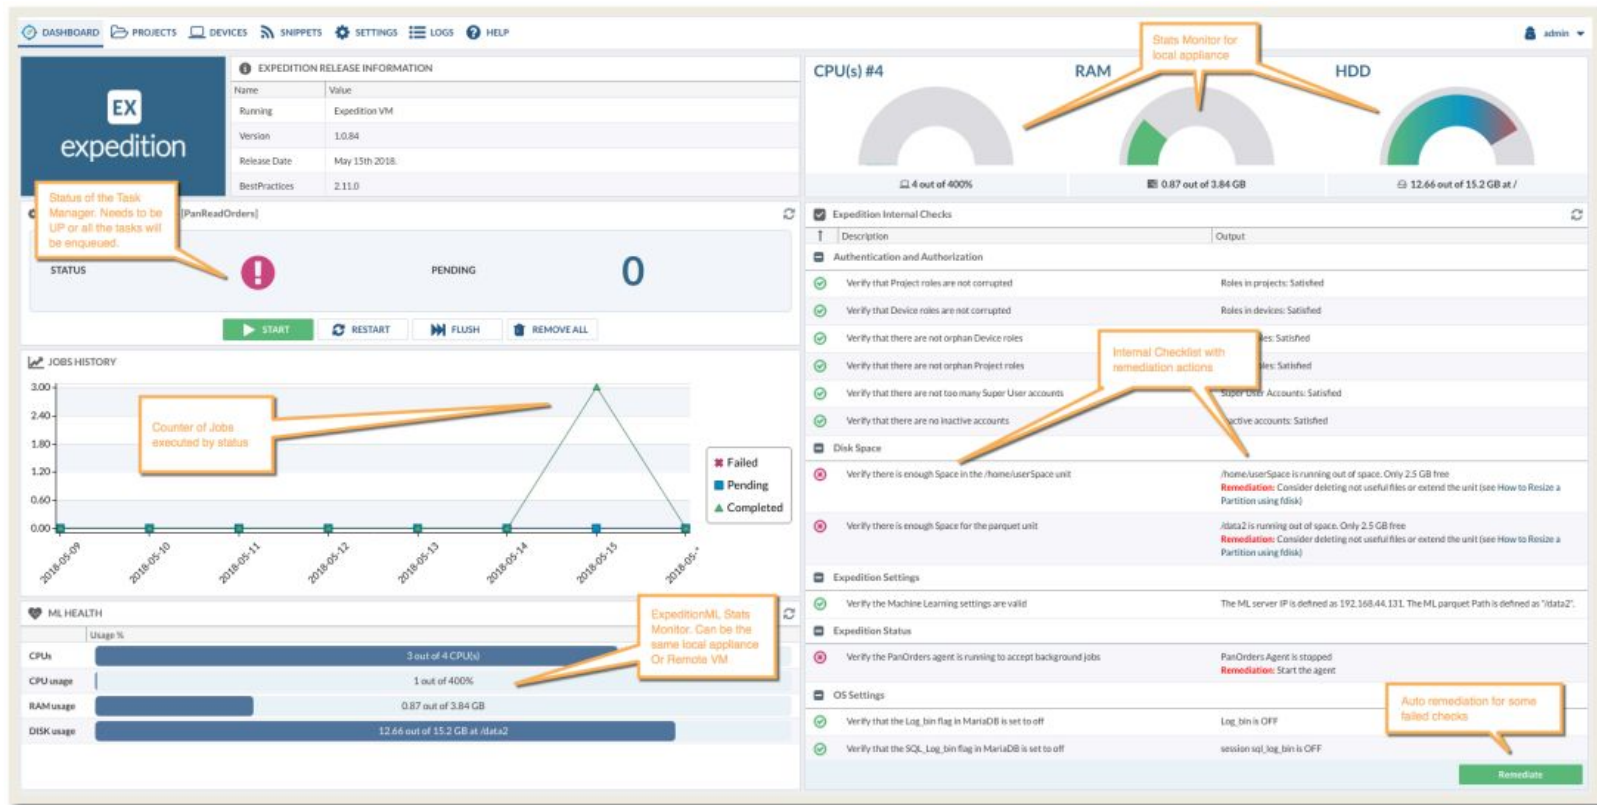 DASHBOARD PROJECTS DEVICES SNIPPETS SETTINGS LOGS HELP
admin
EX
expedition
EXPEDITION RELEASE INFORMATION
Name Value
Running Expedition VM
Version 1.0.84
Release Date May 15th 2018.
BestPractices 2.11.0
Stats Monitor for
local appliance
CPU(s) #4 RAM HDD
4 out of 400% 0.87 out of 3.84 GB 12.66 out of 15.2 GB at /
Status of the Task
Manager. Needs to be
UP or all the tasks will
be enqueued.
[PanReadOrders]
STATUS PENDING 0
START RESTART FLUSH REMOVE ALL
JOBS HISTORY
3.00
2.40
1.80
1.20
0.60
0.00
Counter of Jobs
executed by status
Failed
Pending
Completed
2018-05-09 2018-05-10 2018-05-11 2018-05-12 2018-05-13 2018-05-14 2018-05-15 2018-05-
ML HEALTH
Usage %
CPUs 3 out of 4 CPU(s)
CPU usage 1 out of 400%
RAM usage 0.87 out of 3.84 GB
DISK usage 12.66 out of 15.2 GB at /data2
ExpeditionML Stats
Monitor. Can be the
same local appliance
Or Remote VM
Expedition Internal Checks
Description Output
Authentication and Authorization
Verify that Project roles are not corrupted Roles in projects: Satisfied
Verify that Device roles are not corrupted Roles in devices: Satisfied
Verify that there are not orphan Device roles Satisfied
Verify that there are not orphan Project roles Satisfied
Verify that there are not too many Super User accounts Super User Accounts: Satisfied
Verify that there are no inactive accounts accounts: Satisfied
Internal Checklist with
remediation actions
Disk Space
Verify there is enough Space in the /home/userSpace unit /home/userSpace is running out of space. Only 2.5 GB free
Remediation: Consider deleting not useful files or extend the unit (see How to Resize a
Partition using fdisk)
Verify there is enough Space for the parquet unit /data2 is running out of space. Only 2.5 GB free
Remediation: Consider deleting not useful files or extend the unit (see How to Resize a
Partition using fdisk)
Expedition Settings
Verify the Machine Learning settings are valid The ML server IP is defined as 192.168.44.131. The ML parquet Path is defined as "/data2".
Expedition Status
Verify the PanOrders agent is running to accept background jobs PanOrders Agent is stopped
Remediation: Start the agent
OS Settings
Verify that the Log_bin flag in MariaDB is set to off Log_bin is OFF
Verify that the SQL_Log_bin flag in MariaDB is set to off session sql_log_bin is OFF
Auto remediation for some
failed checks
Remediate